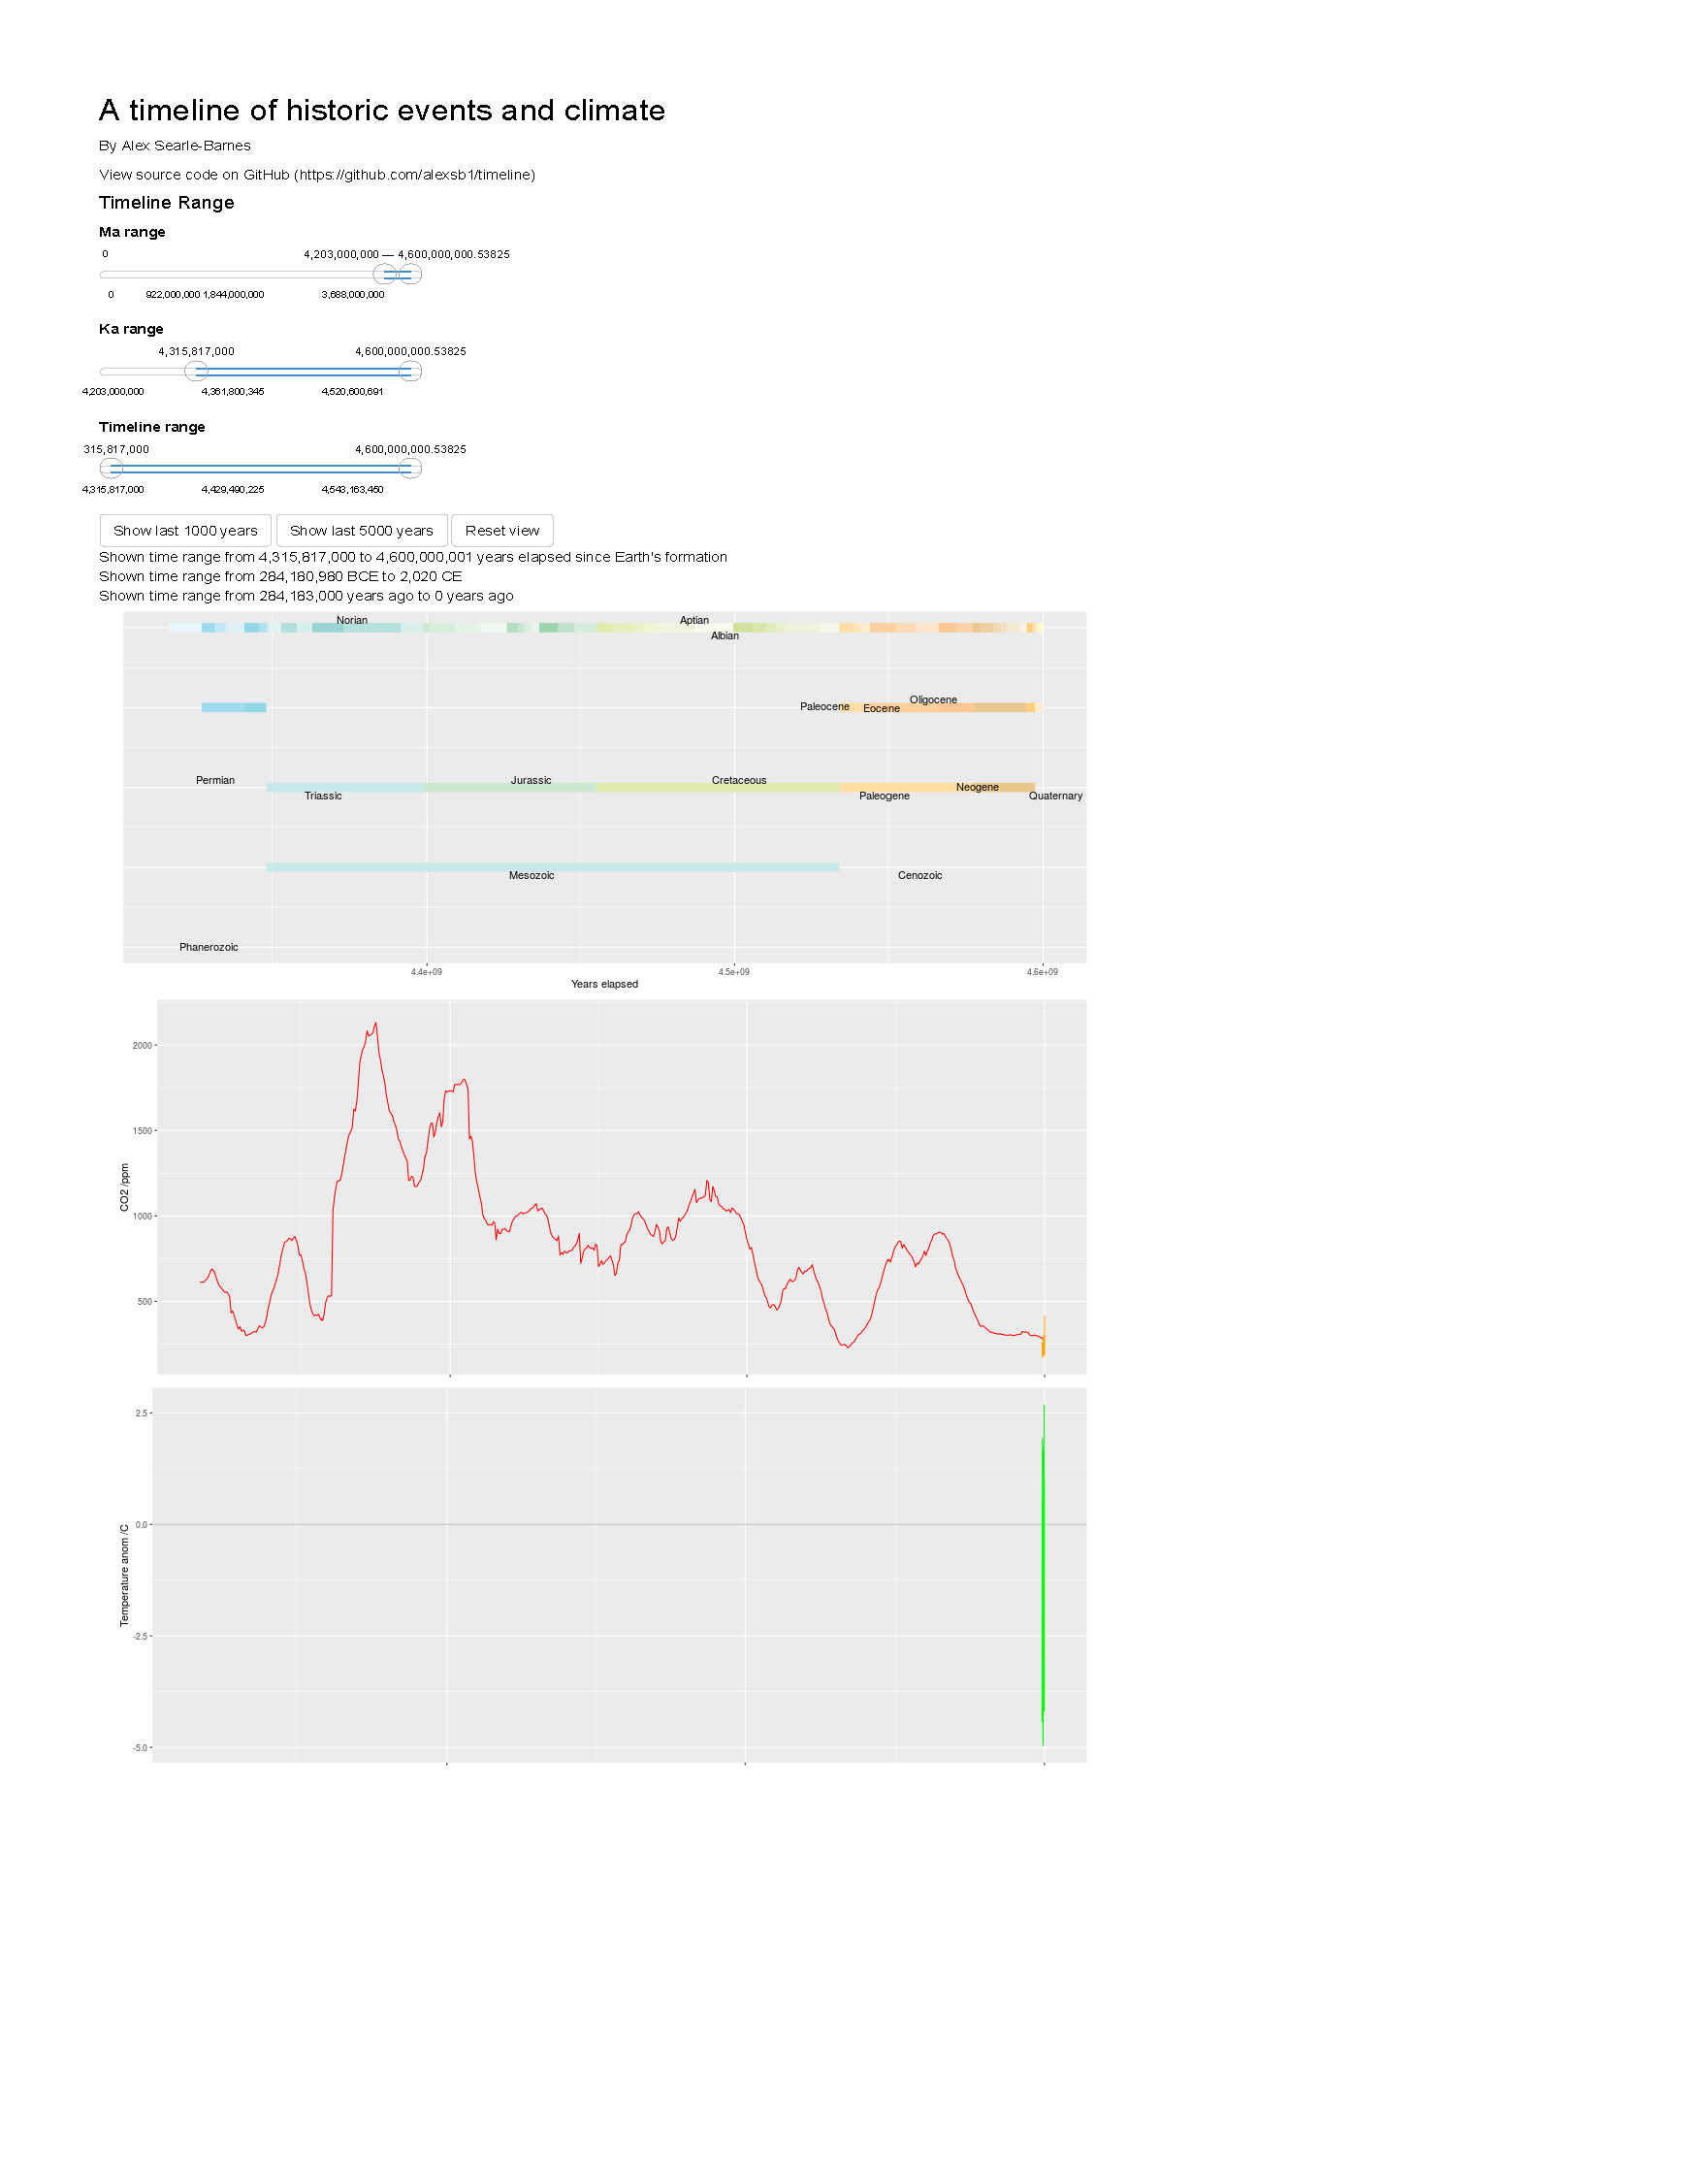 A timeline of historic events and climate
By Alex Searle-Barnes
View source code on GitHub (https://github.com/alexsb1/timeline)
Timeline Range
Ma range
0 4,203,000,000 — 4,600,000,000.53825
0 922,000,000 1,844,000,000 3,688,000,000
Ka range
4,315,817,000 4,600,000,000.53825
4,203,000,000 4,361,800,345 4,520,600,691
Timeline range
315,817,000 4,600,000,000.53825
4,315,817,000 4,429,490,225 4,543,163,450
Show last 1000 years Show last 5000 years Reset view
Shown time range from 4,315,817,000 to 4,600,000,001 years elapsed since Earth's formation
Shown time range from 284,180,980 BCE to 2,020 CE
Shown time range from 284,183,000 years ago to 0 years ago
Norian Aptian
Albian
Oligocene
Paleocene Eocene
Permian Jurassic Cretaceous
Neogene
Triassic Paleogene Quaternary
Mesozoic Cenozoic
Phanerozoic
4.4e+09 4.5e+09 4.6e+09
Years elapsed
2000
1500
1000
500
CO2 /ppm
2.5
0.0
-2.5
-5.0
Temperature anom /C